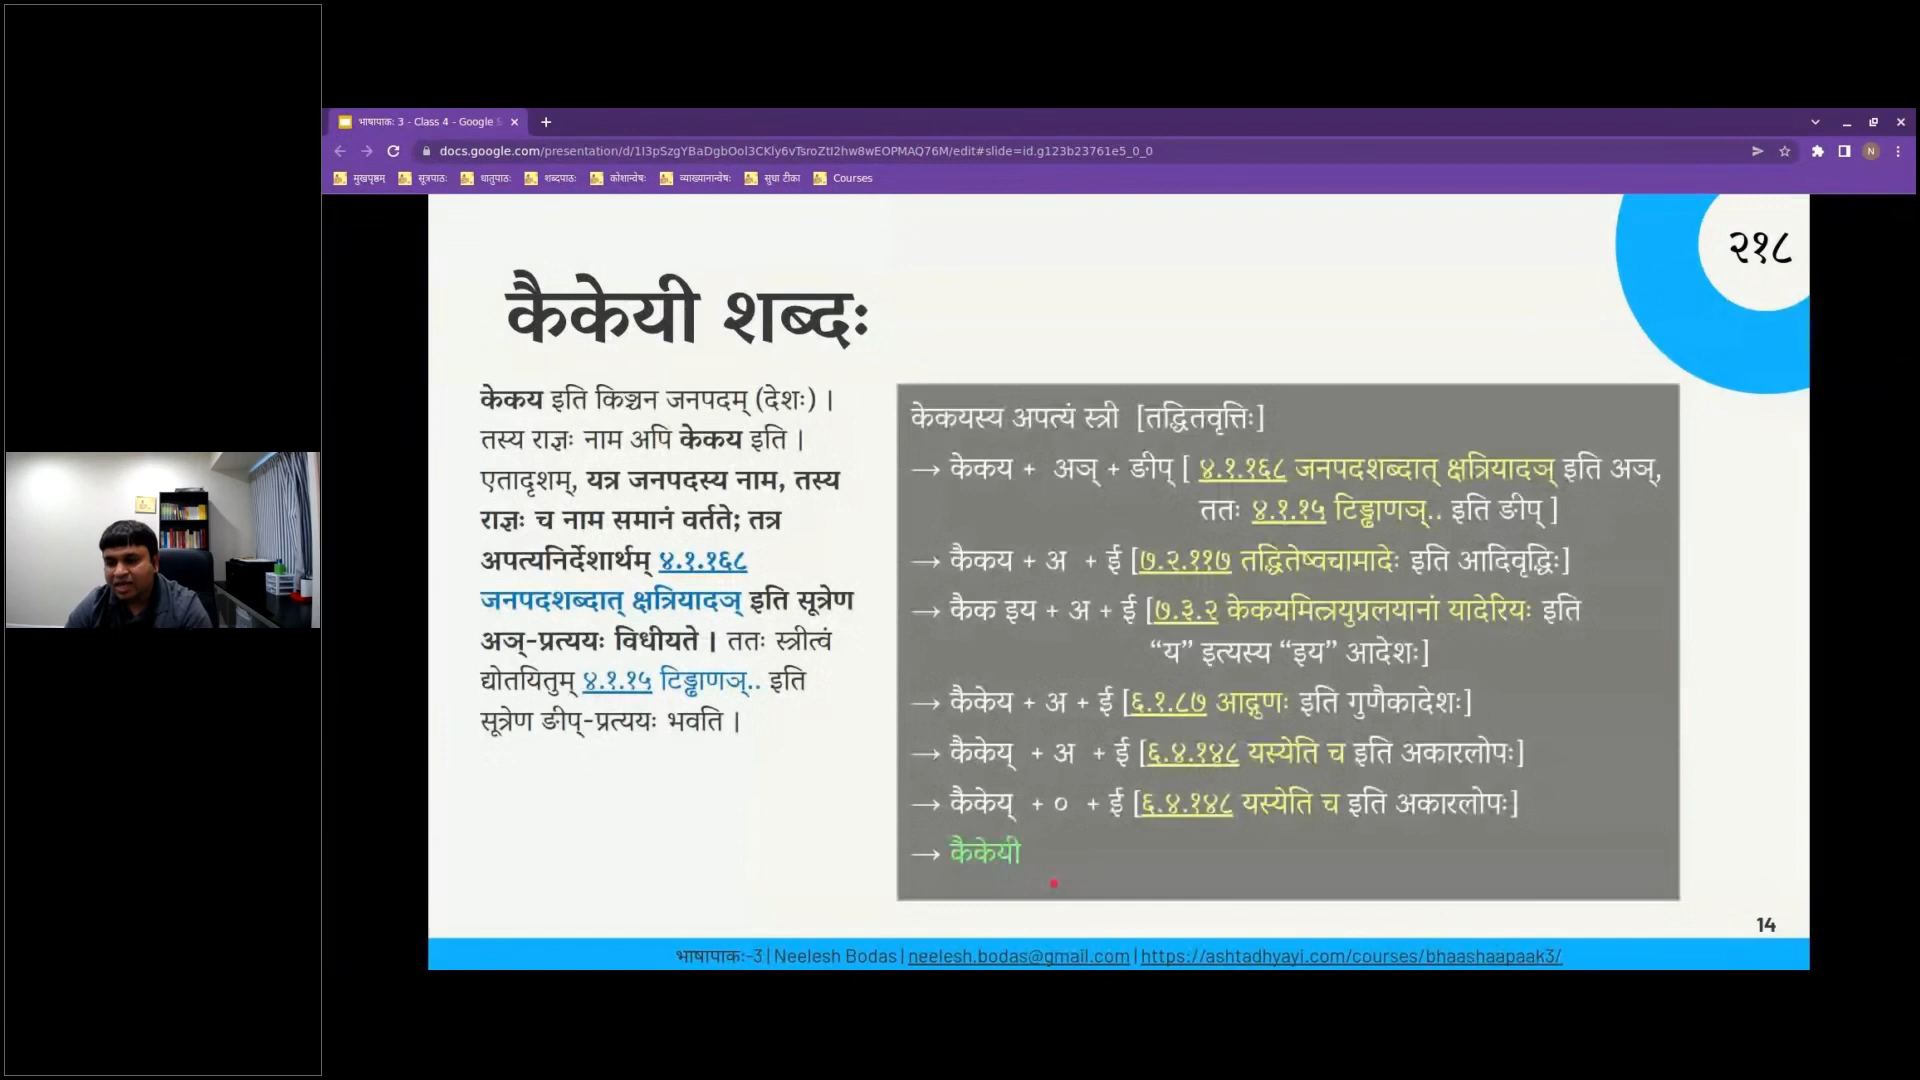 भाषापाक: 3 - Class 4 - Google S
docs.google.com/presentation/d/1I3pSzgYBaDgbOol3CKly6vTsroZtI2hw8wEOPMAQ76M/edit#slide=id.g123b23761e5_0_0
N
मुखपृष्ठम् सूत्रपाठः धातुपाठः शब्दपाठः कोशान्वेषः व्याख्यानान्वेषः सुधा टीका Courses
२१८
कैकेयी शब्दः
केकय इति किञ्चन जनपदम् (देशः) ।
तस्य राज्ञः नाम अपि केकय इति ।
एतादृशम्, यत्र जनपदस्य नाम, तस्य
राज्ञः च नाम समानं वर्तते; तत्र
अपत्यनिर्देशार्थम् ४.१.१६८
जनपदशब्दात् क्षत्रियादञ् इति सूत्रेण
अञ्-प्रत्ययः विधीयते । ततः स्त्रीत्वं
द्योतयितुम् ४.१.१५ टिड्ढाणञ्.. इति
सूत्रेण ङीप्-प्रत्ययः भवति ।
केकयस्य अपत्यं स्त्री [तद्धितवृत्तिः]
→ केकय + अञ् + ङीप् [ ४.१.१६८ जनपदशब्दात् क्षत्रियादञ् इति अञ्,
ततः ४.१.१५ टिड्ढाणञ्.. इति ङीप् ]
→ कैकय + अ + ई [७.२.११७ तद्धितेष्वचामादेः इति आदिवृद्धिः]
→ कैक इय + अ + ई [७.३.२ केकयमित्रयुप्रलयानां यादेरियः इति
“य” इत्यस्य “इय” आदेशः]
→ कैकेय + अ + ई [६.१.८७ आद्गुणः इति गुणैकादेशः]
→ कैकेय् + अ + ई [६.४.१४८ यस्येति च इति अकारलोपः]
→ कैकेय् + ० + ई [६.४.१४८ यस्येति च इति अकारलोपः]
→ कैकेयी
14
भाषापाकः-3 | Neelesh Bodas | neelesh.bodas@gmail.com | https://ashtadhyayi.com/courses/bhaashaapaak3/